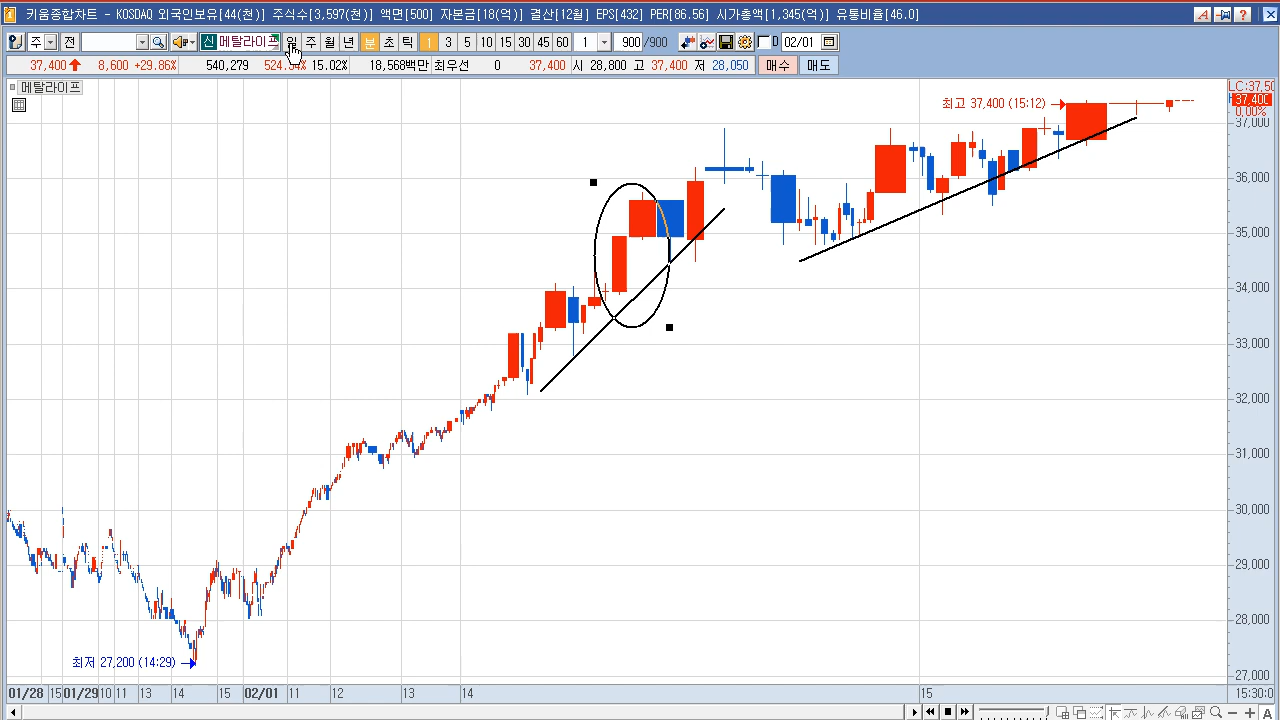 키움종합차트 - KOSDAQ 외국인보유[44(천)] 주식수[3,597(천)] 액면[500] 자본금[18(억)] 결산[12월] EPS[432] PER[86.50] 시가총액[1,345(억)] 유통비율[46.0]
주 전 신 메탈라이프 일 주 월 년 분 초 틱 1 3 5 10 15 30 45 60 1 900 /900 D 02/01
37,400 8,600 +29.86% 540,279 15.02% 18,568백만 최우선 0 37,400 시 28,800 고 37,400 저 28,050 매수 매도
메탈라이프
LC:37,50
37,400
0.00%
최고 37,400 (15:12)
37,000
36,000
35,000
34,000
33,000
32,000
31,000
30,000
29,000
28,000
27,000
최저 27,200 (14:29)
01/28 15 01/29 10 11 13 14 15 02/01 11 12 13 14 15 15:30:0
A